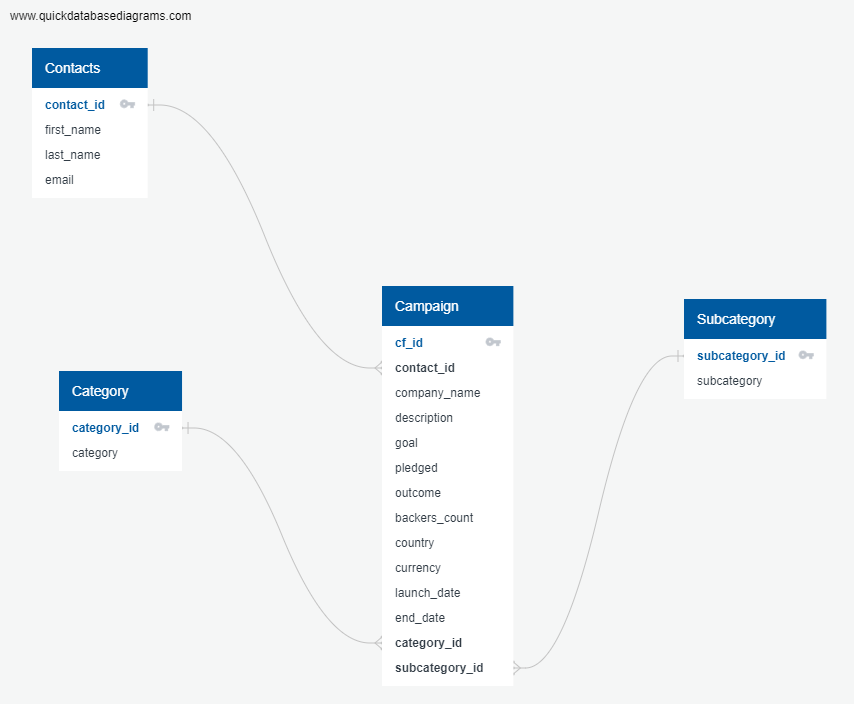 www.quickdatabasediagrams.com
Contacts
contact_id
first_name
last_name
email
Campaign
cf_id
contact_id
company_name
description
goal
pledged
outcome
backers_count
country
currency
launch_date
end_date
category_id
subcategory_id
Subcategory
subcategory_id
subcategory
Category
category_id
category